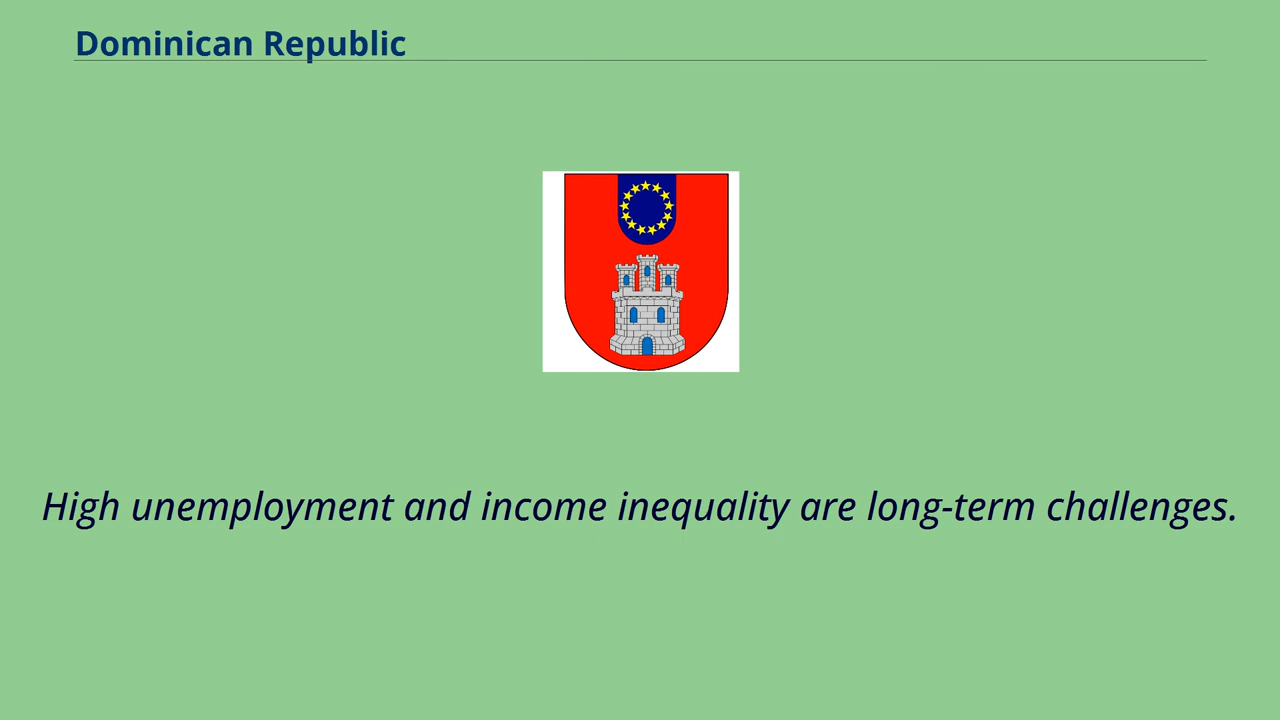 Dominican Republic
High unemployment and income inequality are long-term challenges.